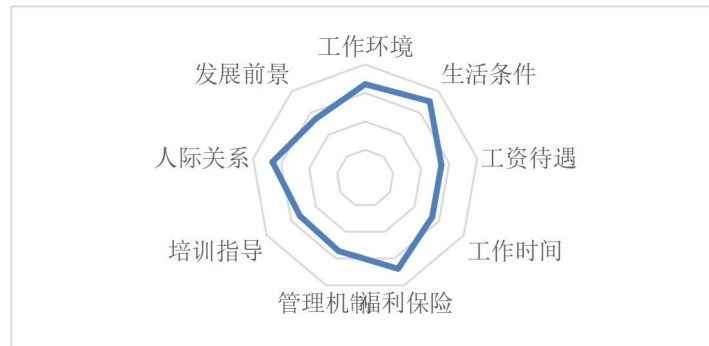 工作环境
生活条件
工资待遇
工作时间
福利保险
管理机制
培训指导
人际关系
发展前景